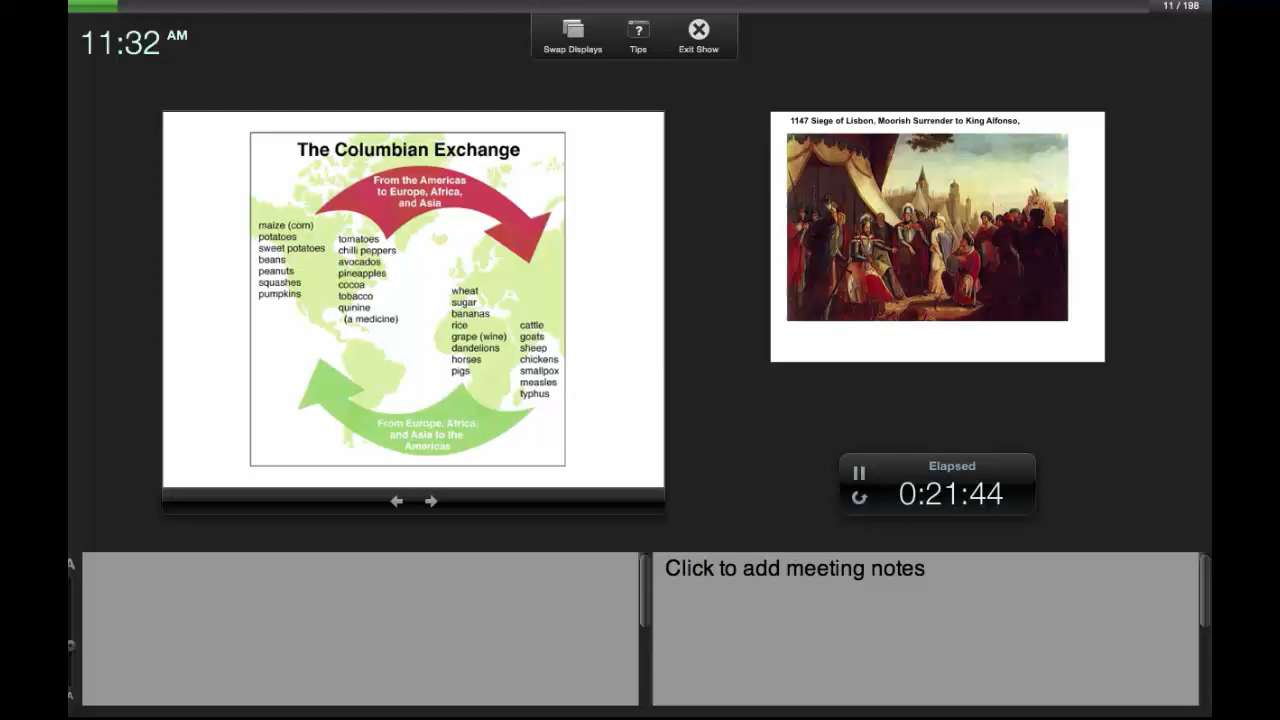 11 / 198
11:32 AM
Swap Displays
Tips
Exit Show
The Columbian Exchange
From the Americas
to Europe, Africa,
and Asia
maize (corn)
potatoes
sweet potatoes
beans
peanuts
squashes
pumpkins
tomatoes
chilli peppers
avocados
pineapples
cocoa
tobacco
quinine
(a medicine)
wheat
sugar
bananas
rice
grape (wine)
dandelions
horses
pigs
cattle
goats
sheep
chickens
smallpox
measles
typhus
From Europe, Africa,
and Asia to the
Americas
1147 Siege of Lisbon, Moorish Surrender to King Alfonso,
Elapsed
0:21:44
A
A
Click to add meeting notes